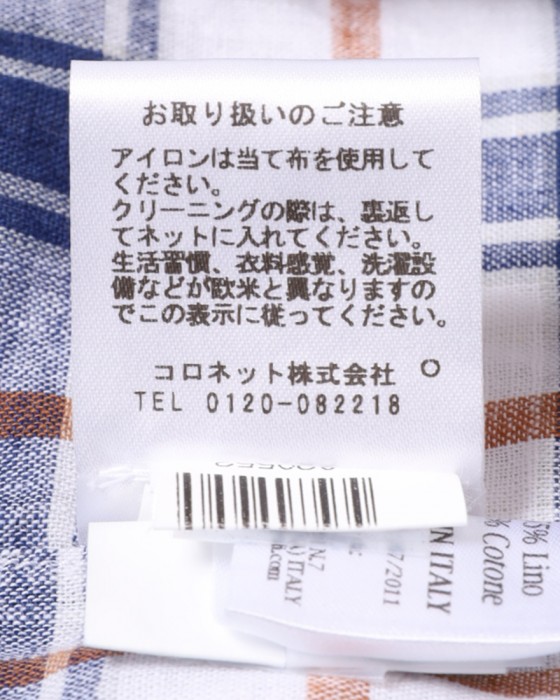 お取り扱いのご注意
アイロンは当て布を使用して
ください。
クリーニングの際は、裏返し
てネットに入れてください。
生活習慣、衣料感覚、洗濯設
備などが欧米と異なりますの
でこの表示に従ってください。
コロネット株式会社
TEL 0120-082218
% Lino
% Cotone
N ITALY
7/2011
) ITALY
.com